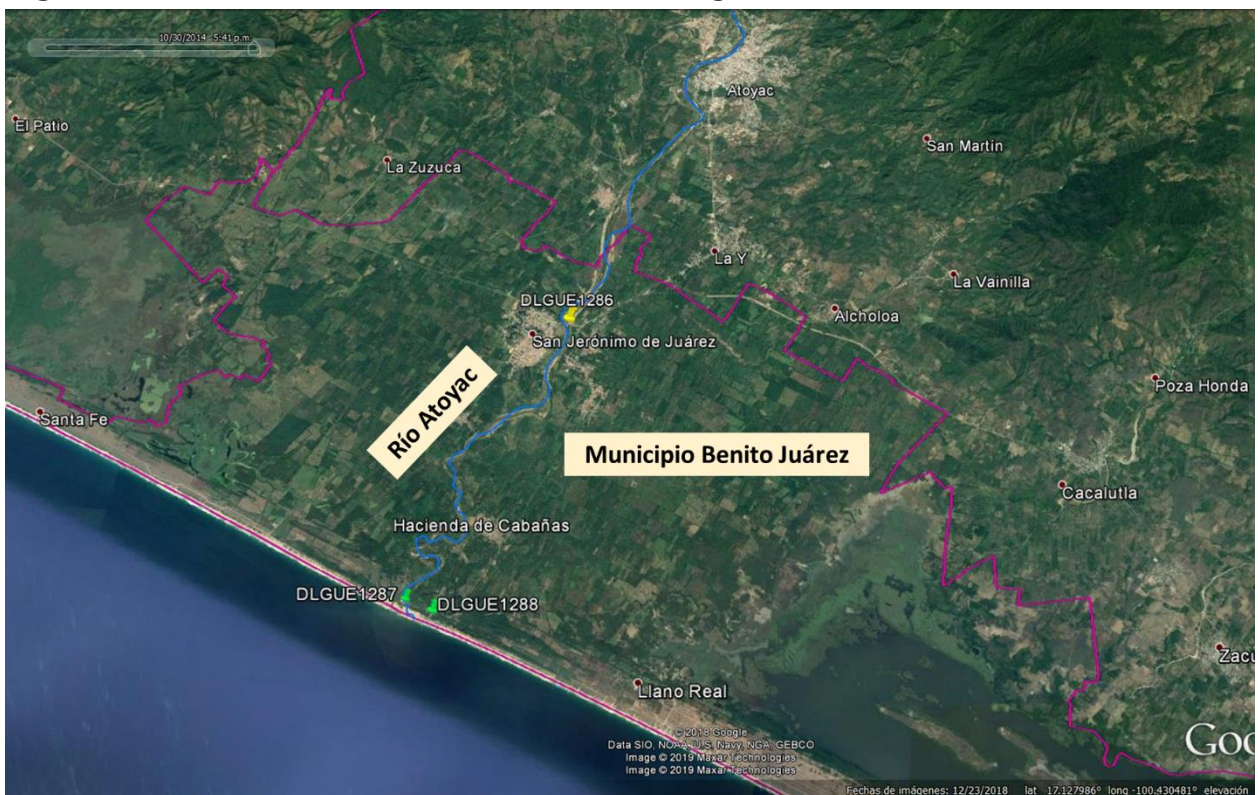 10/30/2014 5:41 p.m.
Atoyac
El Patio
San Martin
La Zuzuca
La Y
La Vainilla
DLGUE1286
Alcholoa
San Jerónimo de Juárez
Poza Honda
Río Atoyac
Santa Fe
Municipio Benito Juárez
Cacalutla
Hacienda de Cabañas
DLGUE1287
DLGUE1288
Zacu
Llano Real
© 2018 Google
Data SIO, NOAA, U.S. Navy, NGA, GEBCO
Image © 2019 Maxar Technologies
Image © 2019 Maxar Technologies
Goo
Fechas de imágenes: 12/23/2018 lat 17.127986° long -100.430481° elevación